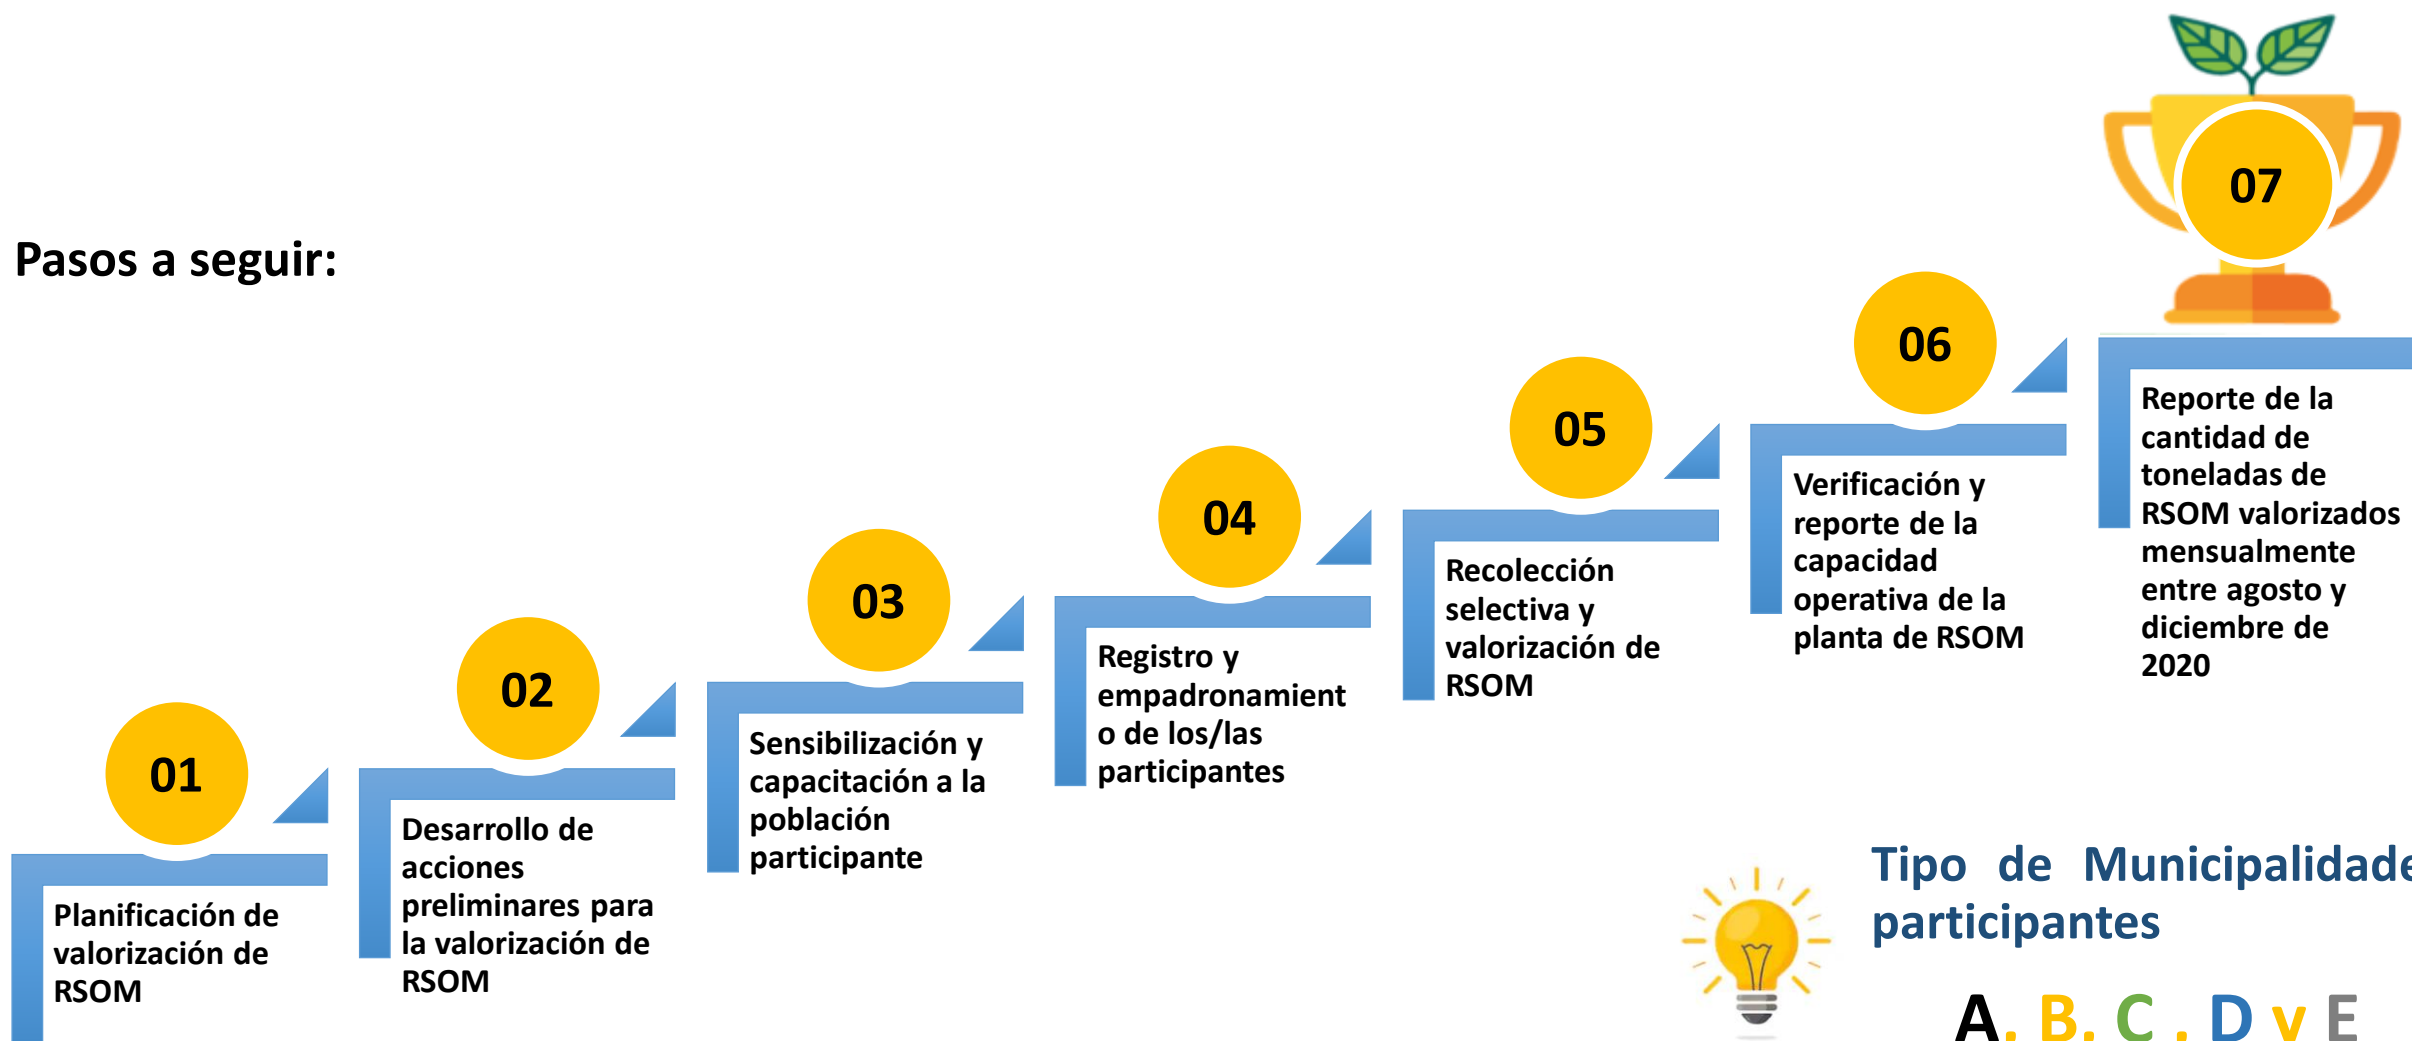 Pasos a seguir:
01
Planificación de
valorización de
RSOM
02
Desarrollo de
acciones
preliminares para
la valorización de
RSOM
03
Sensibilización y
capacitación a la
población
participante
04
Registro y
empadronamient
o de los/las
participantes
05
Recolección
selectiva y
valorización de
RSOM
06
Verificación y
reporte de la
capacidad
operativa de la
planta de RSOM
07
Reporte de la
cantidad de
toneladas de
RSOM valorizados
mensualmente
entre agosto y
diciembre de
2020
Tipo de Municipalidade
participantes
A. B. C . D y E